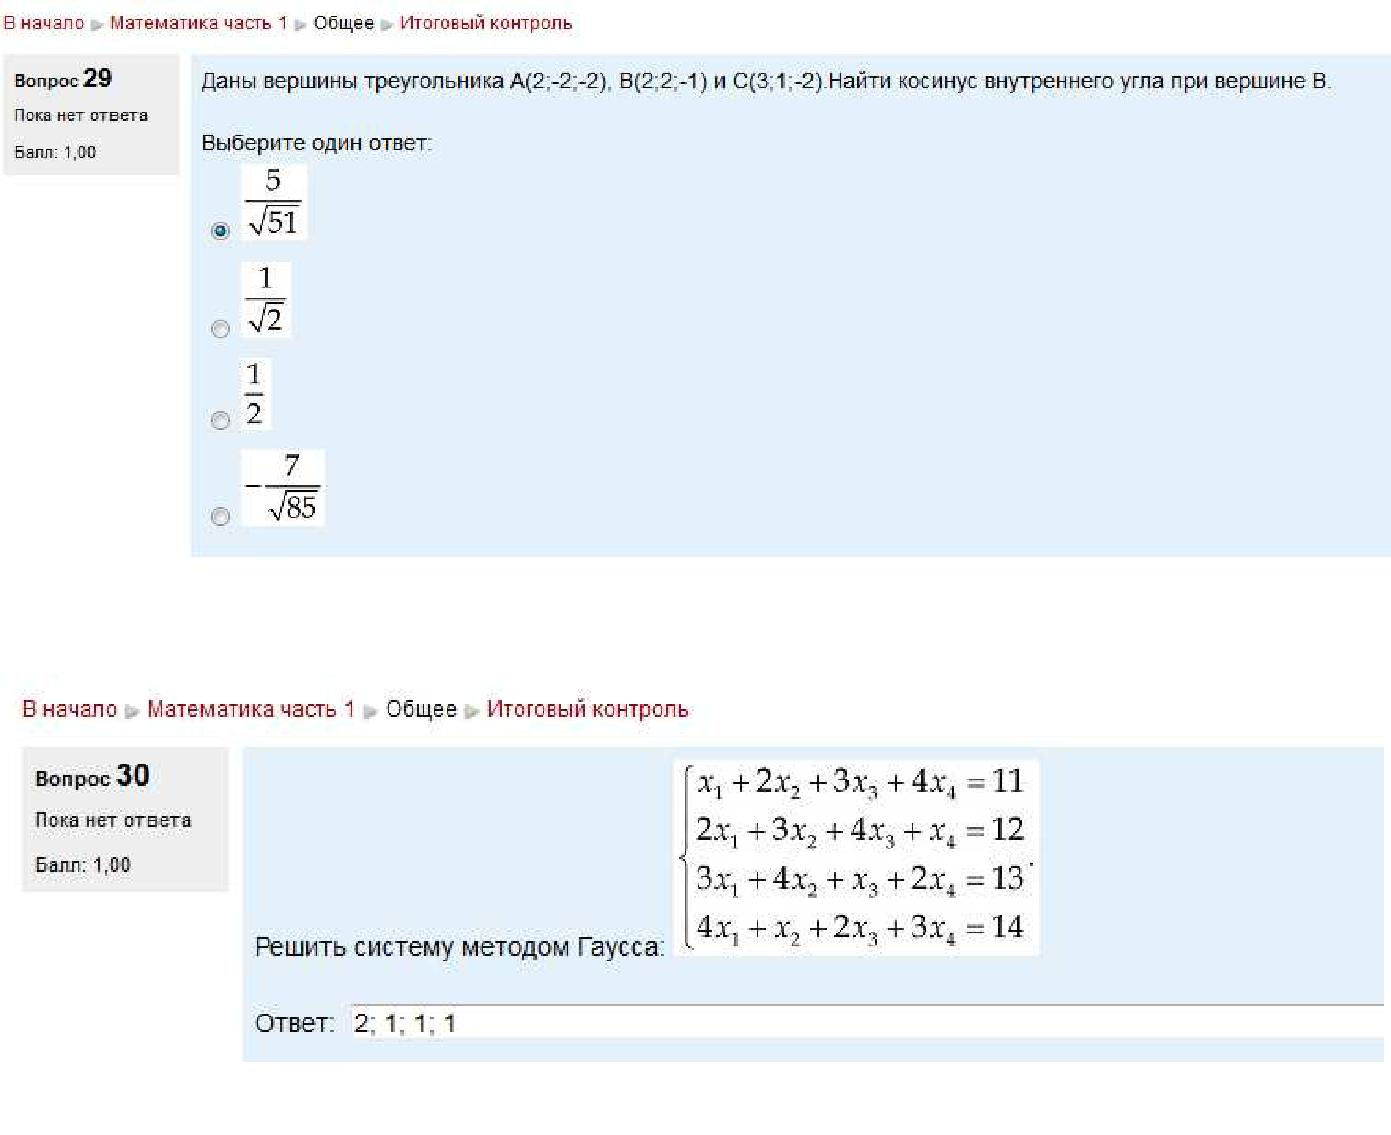 В начало ▶ Математика часть 1 ▶ Общее ▶ Итоговый контроль
Вопрос 29
Пока нет ответа
Балл: 1,00
Даны вершины треугольника A(2;-2;-2), B(2;2;-1) и C(3;1;-2).Найти косинус внутреннего угла при вершине B.
Выберите один ответ:
5/√51
1/√2
1/2
-7/√85
В начало ▶ Математика часть 1 ▶ Общее ▶ Итоговый контроль
Вопрос 30
Пока нет ответа
Балл: 1,00
x₁ + 2x₂ + 3x₃ + 4x₄ = 11
2x₁ + 3x₂ + 4x₃ + x₄ = 12
3x₁ + 4x₂ + x₃ + 2x₄ = 13.
4x₁ + x₂ + 2x₃ + 3x₄ = 14
Решить систему методом Гаусса:
Ответ: 2; 1; 1; 1